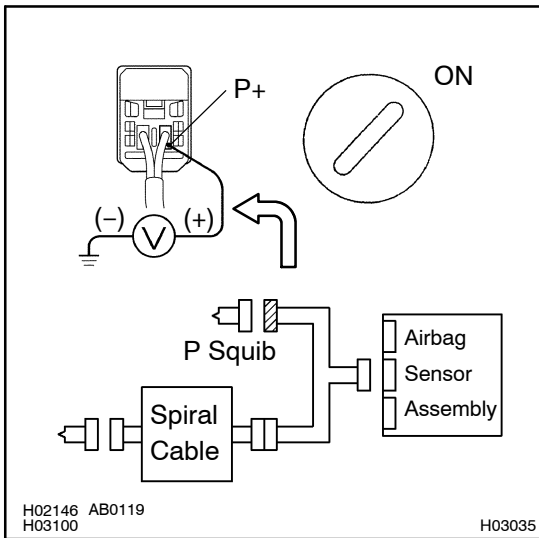 ON
P+
(−)
V
(+)
P Squib
Airbag
Sensor
Assembly
Spiral
Cable
H02146 AB0119
H03100
H03035